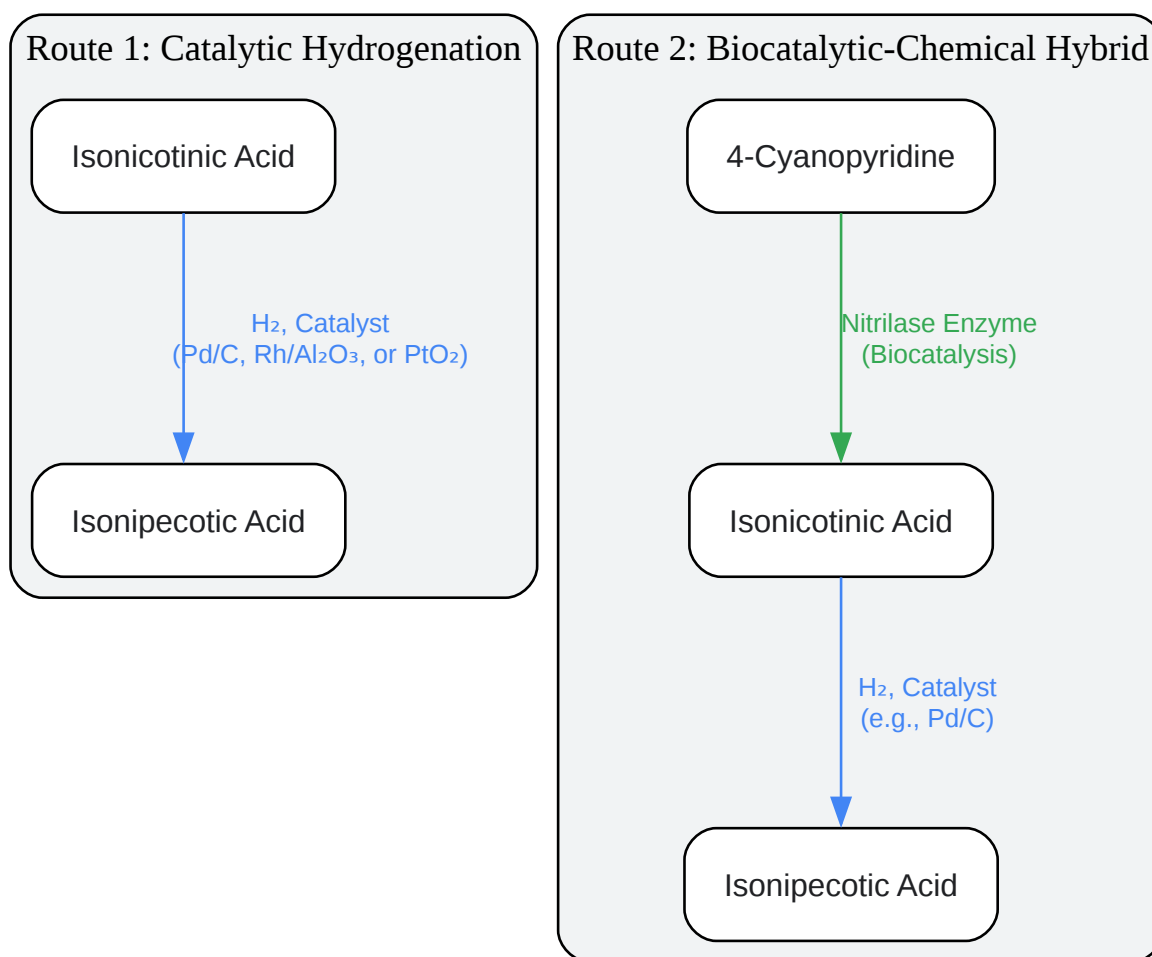 Route 1: Catalytic Hydrogenation
Isonicotinic Acid
H₂, Catalyst
(Pd/C, Rh/Al₂O₃, or PtO₂)
Isonipecotic Acid
Route 2: Biocatalytic-Chemical Hybrid
4-Cyanopyridine
Nitrilase Enzyme
(Biocatalysis)
Isonicotinic Acid
H₂, Catalyst
(e.g., Pd/C)
Isonipecotic Acid